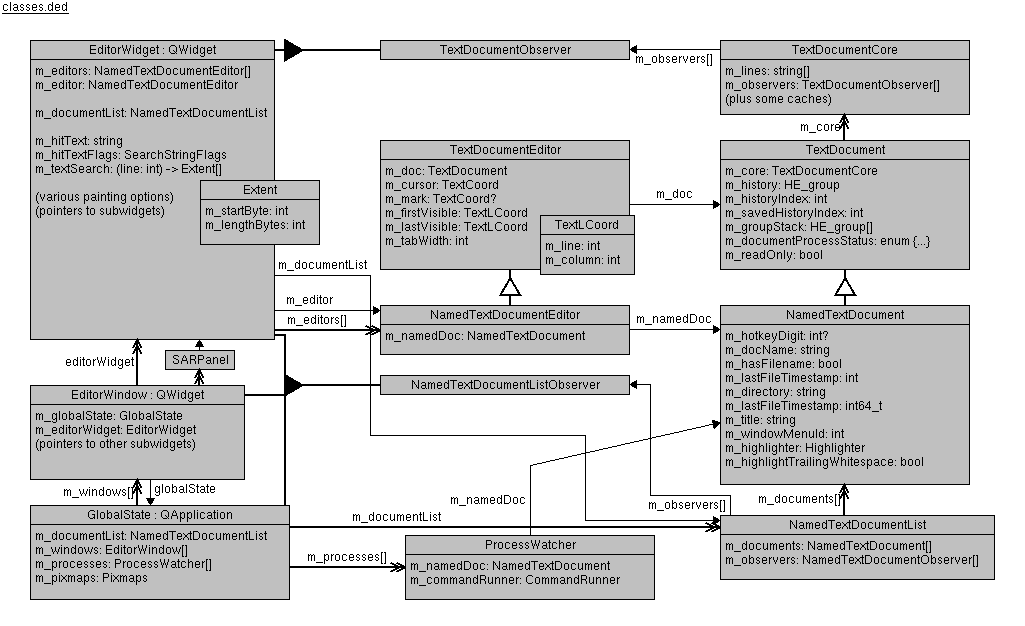 classes.ded
EditorWidget : QWidget
m_editors: NamedTextDocumentEditor[]
m_editor: NamedTextDocumentEditor
m_documentList: NamedTextDocumentList
m_hitText: string
m_hitTextFlags: SearchStringFlags
m_textSearch: (line: int) -> Extent[]
(various painting options)
(pointers to subwidgets)
Extent
m_startByte: int
m_lengthBytes: int
TextDocumentObserver
m_observers[]
TextDocumentCore
m_lines: string[]
m_observers: TextDocumentObserver[]
(plus some caches)
m_core
TextDocumentEditor
m_doc: TextDocument
m_cursor: TextCoord
m_mark: TextCoord?
m_firstVisible: TextLCoord
m_lastVisible: TextLCoord
m_tabWidth: int
TextLCoord
m_line: int
m_column: int
m_doc
TextDocument
m_core: TextDocumentCore
m_history: HE_group
m_historyIndex: int
m_savedHistoryIndex: int
m_groupStack: HE_group[]
m_documentProcessStatus: enum {...}
m_readOnly: bool
m_documentList
m_editor
m_editors[]
NamedTextDocumentEditor
m_namedDoc: NamedTextDocument
m_namedDoc
NamedTextDocument
m_hotkeyDigit: int?
m_docName: string
m_hasFilename: bool
m_lastFileTimestamp: int
m_directory: string
m_lastFileTimestamp: int64_t
m_title: string
m_windowMenuId: int
m_highlighter: Highlighter
m_highlightTrailingWhitespace: bool
editorWidget
SARPanel
NamedTextDocumentListObserver
EditorWindow : QWidget
m_globalState: GlobalState
m_editorWidget: EditorWidget
(pointers to other subwidgets)
m_windows[]
globalState
m_namedDoc
m_observers[]
m_documents[]
GlobalState : QApplication
m_documentList: NamedTextDocumentList
m_windows: EditorWindow[]
m_processes: ProcessWatcher[]
m_pixmaps: Pixmaps
m_documentList
m_processes[]
ProcessWatcher
m_namedDoc: NamedTextDocument
m_commandRunner: CommandRunner
NamedTextDocumentList
m_documents: NamedTextDocument[]
m_observers: NamedTextDocumentObserver[]